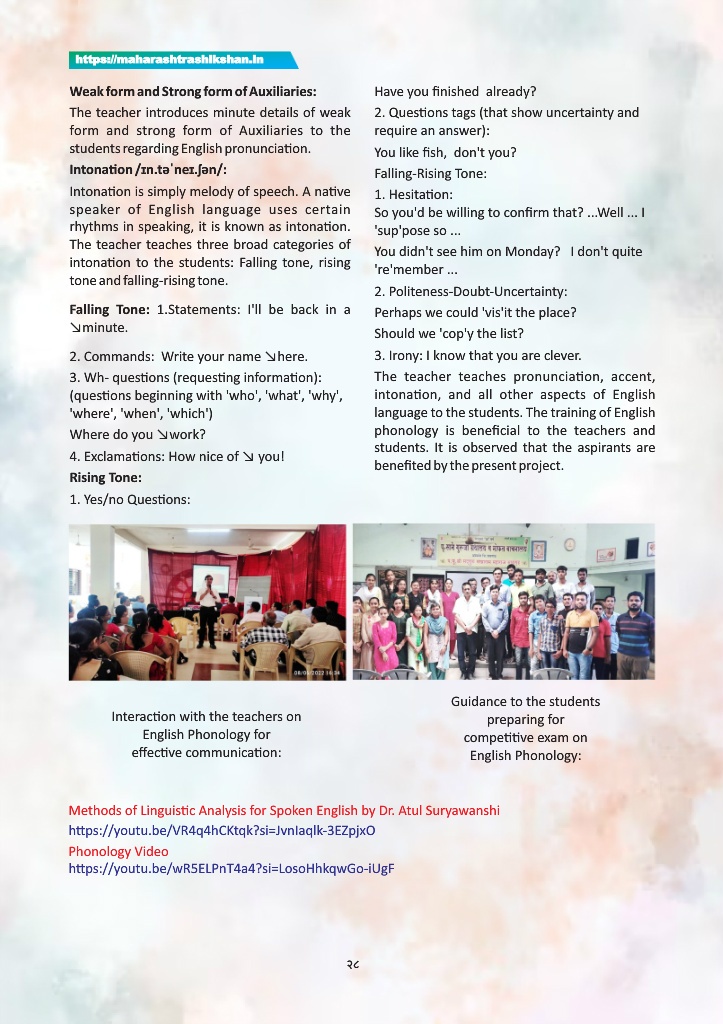 https://maharashtrashikshan.in
Weak form and Strong form of Auxiliaries:
The teacher introduces minute details of weak
form and strong form of Auxiliaries to the
students regarding English pronunciation.
Intonation /ɪn.təˈneɪ.ʃən/:
Intonation is simply melody of speech. A native
speaker of English language uses certain
rhythms in speaking, it is known as intonation.
The teacher teaches three broad categories of
intonation to the students: Falling tone, rising
tone and falling-rising tone.
Falling Tone: 1.Statements: I'll be back in a
↘minute.
2. Commands: Write your name ↘here.
3. Wh- questions (requesting information):
(questions beginning with 'who', 'what', 'why',
'where', 'when', 'which')
Where do you ↘work?
4. Exclamations: How nice of ↘ you!
Rising Tone:
1. Yes/no Questions:
Have you finished already?
2. Questions tags (that show uncertainty and
require an answer):
You like fish, don't you?
Falling-Rising Tone:
1. Hesitation:
So you'd be willing to confirm that? ...Well ... I
'sup'pose so ...
You didn't see him on Monday? I don't quite
're'member ...
2. Politeness-Doubt-Uncertainty:
Perhaps we could 'vis'it the place?
Should we 'cop'y the list?
3. Irony: I know that you are clever.
The teacher teaches pronunciation, accent,
intonation, and all other aspects of English
language to the students. The training of English
phonology is beneficial to the teachers and
students. It is observed that the aspirants are
benefited by the present project.
पू. साने गुरुजी ग्रंथालय व मोफत वाचनालय
Interaction with the teachers on
English Phonology for
effective communication:
Guidance to the students
preparing for
competitive exam on
English Phonology:
Methods of Linguistic Analysis for Spoken English by Dr. Atul Suryawanshi
https://youtu.be/VR4q4hCKtqk?si=JvnIaqlk-3EZpjxO
Phonology Video
https://youtu.be/wR5ELPnT4a4?si=LosoHhkqwGo-iUgF
२८